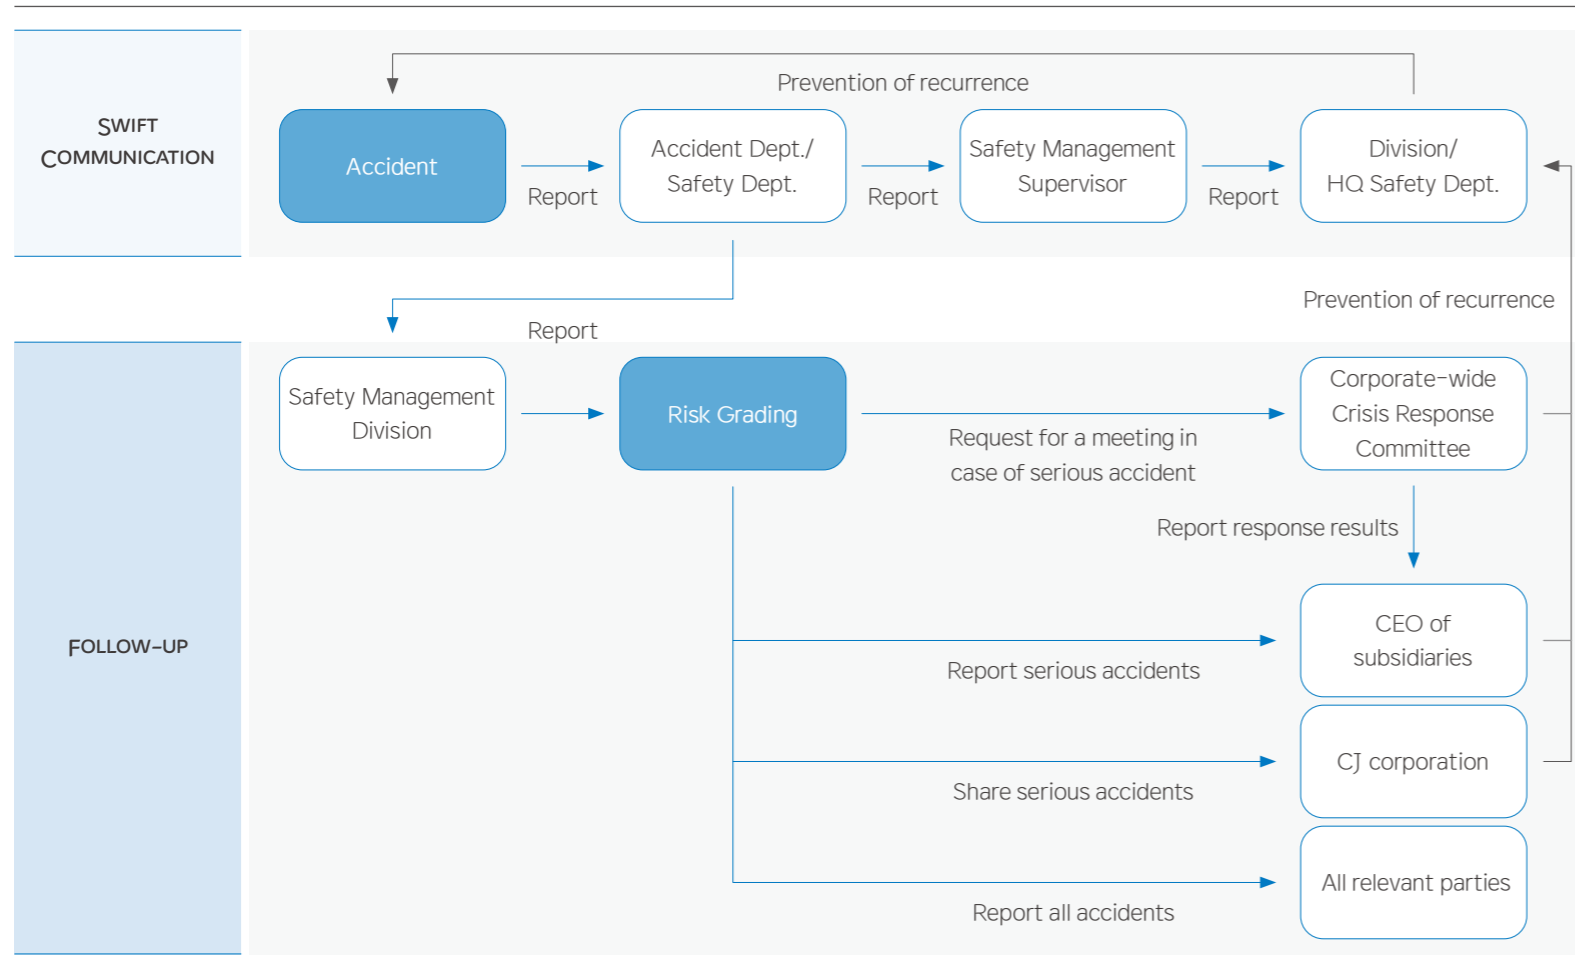 SWIFT
COMMUNICATION
Prevention of recurrence
Accident
Report
Accident Dept./
Safety Dept.
Report
Safety Management
Supervisor
Report
Division/
HQ Safety Dept.
Prevention of recurrence
Report
FOLLOW-UP
Safety Management
Division
Risk Grading
Request for a meeting in
case of serious accident
Corporate-wide
Crisis Response
Committee
Report response results
CEO of
subsidiaries
Report serious accidents
CJ corporation
Share serious accidents
All relevant parties
Report all accidents